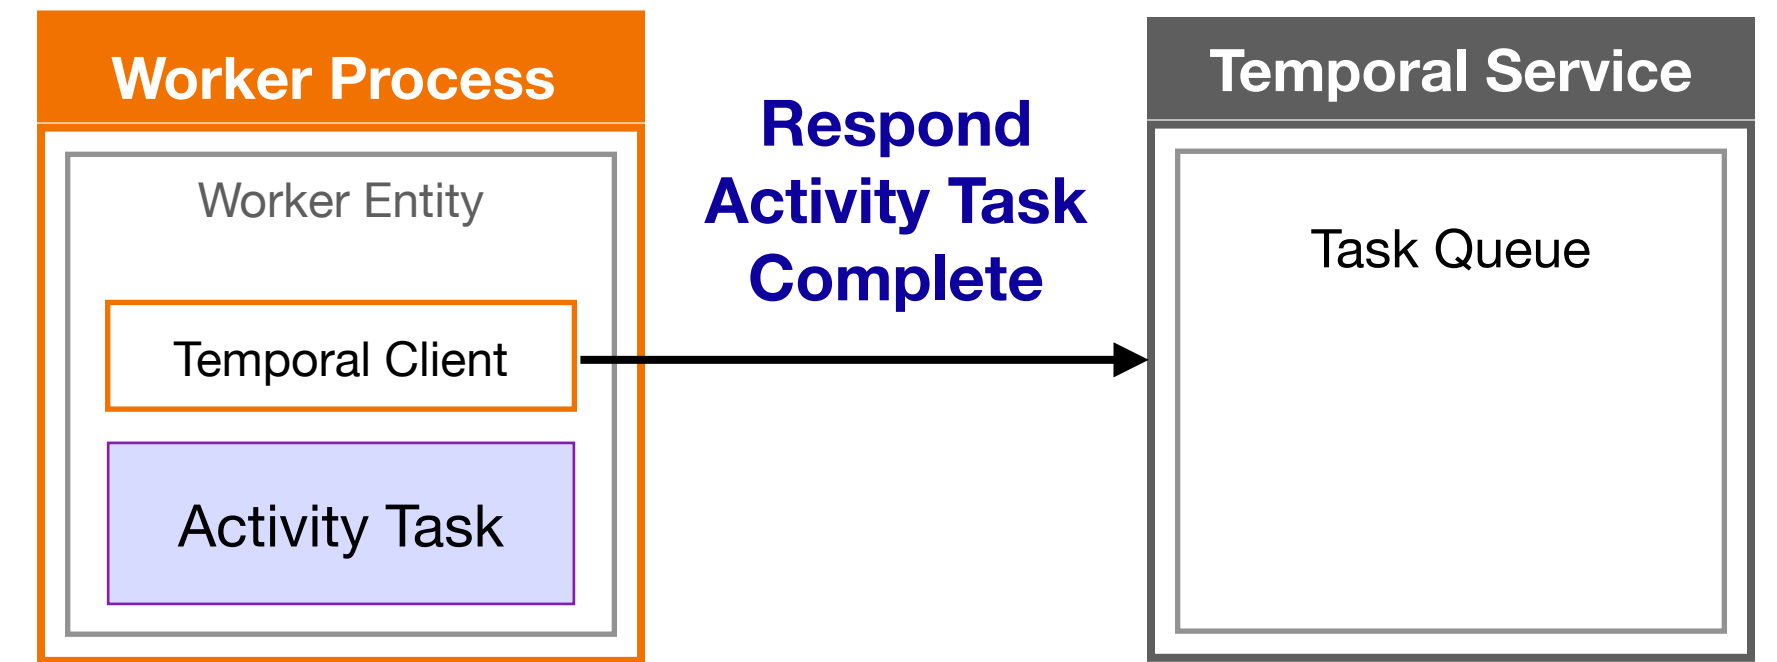 Worker Process
Worker Entity
Temporal Client
Activity Task
Respond
Activity Task
Complete
Temporal Service
Task Queue